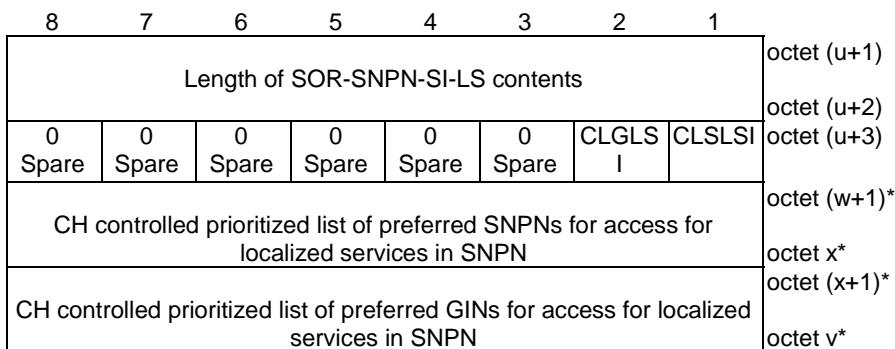 8 7 6 5 4 3 2 1
octet (u+1)
Length of SOR-SNPN-SI-LS contents
octet (u+2)
0 0 0 0 0 0 CLGLS CLSLSI octet (u+3)
Spare Spare Spare Spare Spare Spare I
octet (w+1)*
CH controlled prioritized list of preferred SNPNs for access for
localized services in SNPN octet x*
octet (x+1)*
CH controlled prioritized list of preferred GINs for access for localized
services in SNPN octet v*